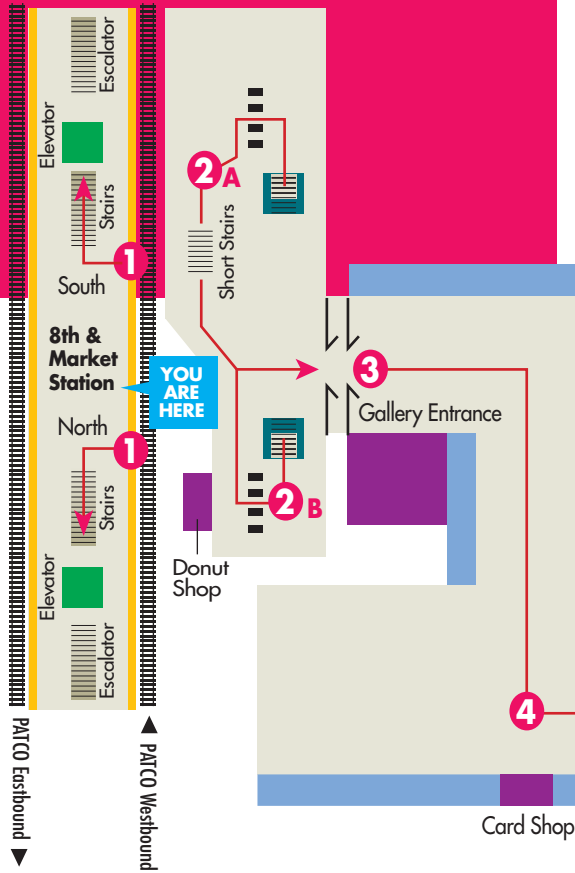 Escalator
Elevator
Stairs
2 A
Short Stairs
1
South
8th &
Market
Station
YOU
ARE
HERE
3
Gallery Entrance
North
1
Stairs
2 B
Donut
Shop
Elevator
Escalator
4
PATCO Eastbound
PATCO Westbound
Card Shop